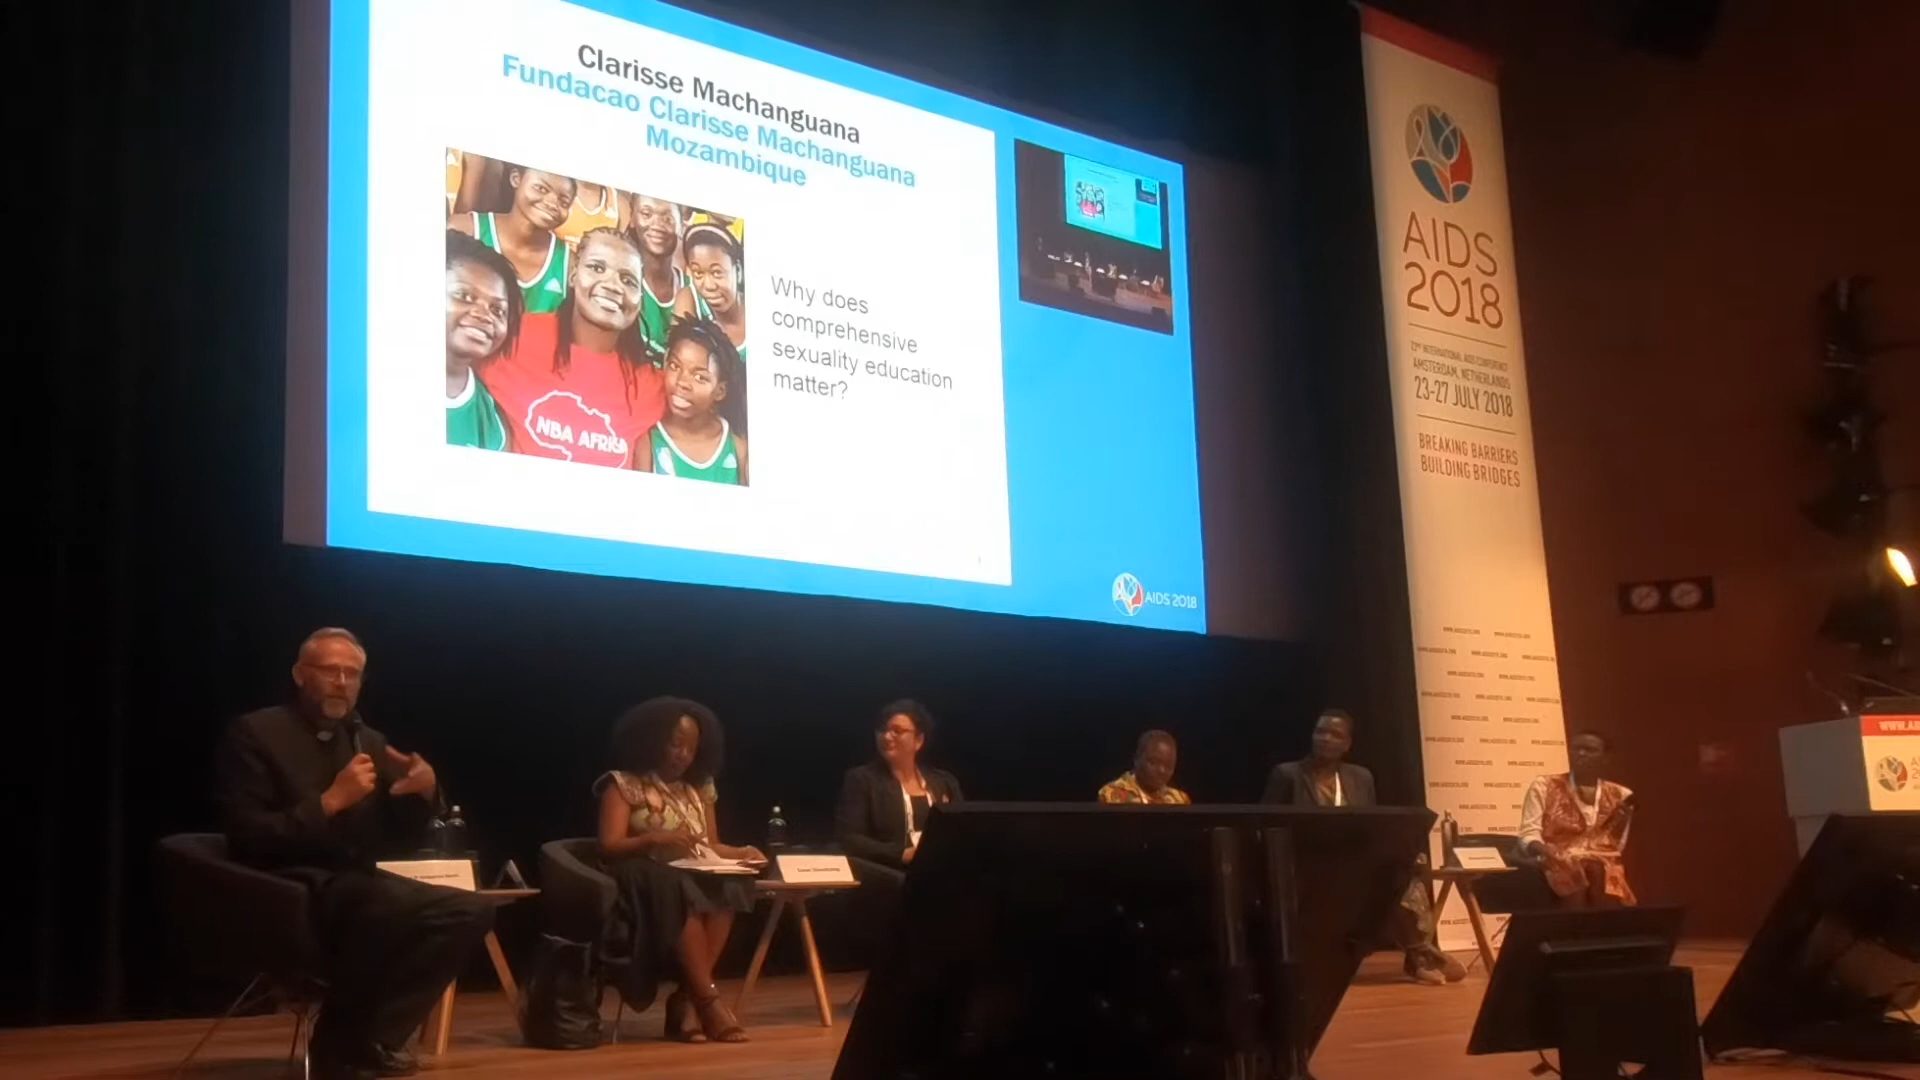 Clarisse Machanguana
Fundacao Clarisse Machanguana
Mozambique
NBA AFRICA
Why does
comprehensive
sexuality education
matter?
AIDS 2018
AIDS
2018
22ND INTERNATIONAL AIDS CONFERENCE
AMSTERDAM, NETHERLANDS
23-27 JULY 2018
BREAKING BARRIERS
BUILDING BRIDGES